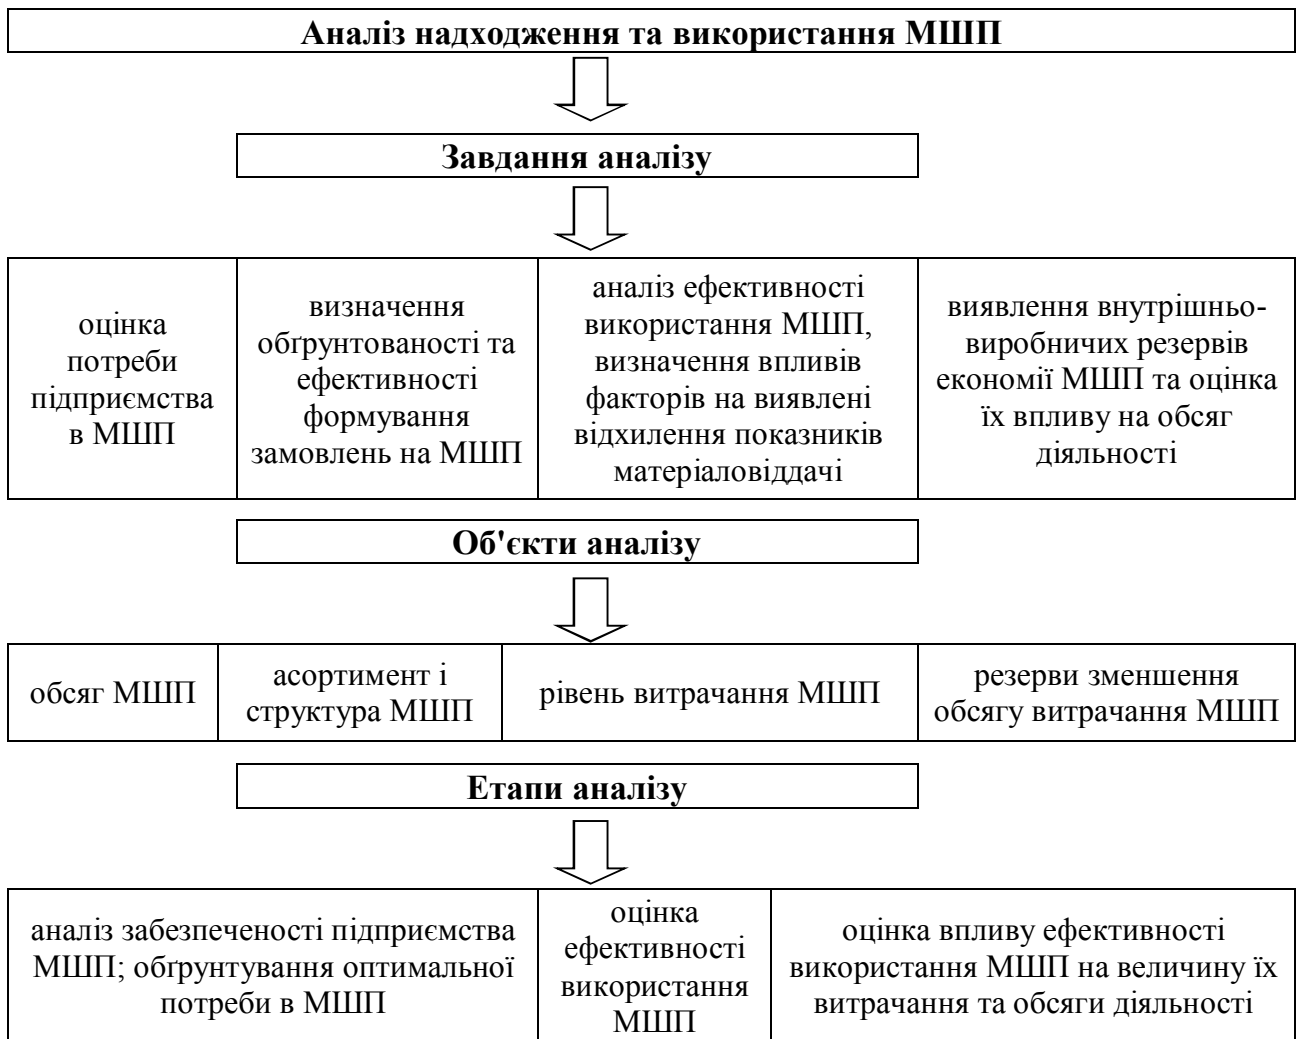 Аналіз надходження та використання МШП
Завдання аналізу
оцінка
потреби
підприємства
в МШП
визначення
обґрунтованості та
ефективності
формування
замовлень на МШП
аналіз ефективності
використання МШП,
визначення впливів
факторів на виявлені
відхилення показників
матеріаловіддачі
виявлення внутрішньо-
виробничих резервів
економії МШП та оцінка
їх впливу на обсяг
діяльності
Об'єкти аналізу
обсяг МШП
асортимент і
структура МШП
рівень витрачання МШП
резерви зменшення
обсягу витрачання МШП
Етапи аналізу
аналіз забезпеченості підприємства
МШП; обґрунтування оптимальної
потреби в МШП
оцінка
ефективності
використання
МШП
оцінка впливу ефективності
використання МШП на величину їх
витрачання та обсяги діяльності